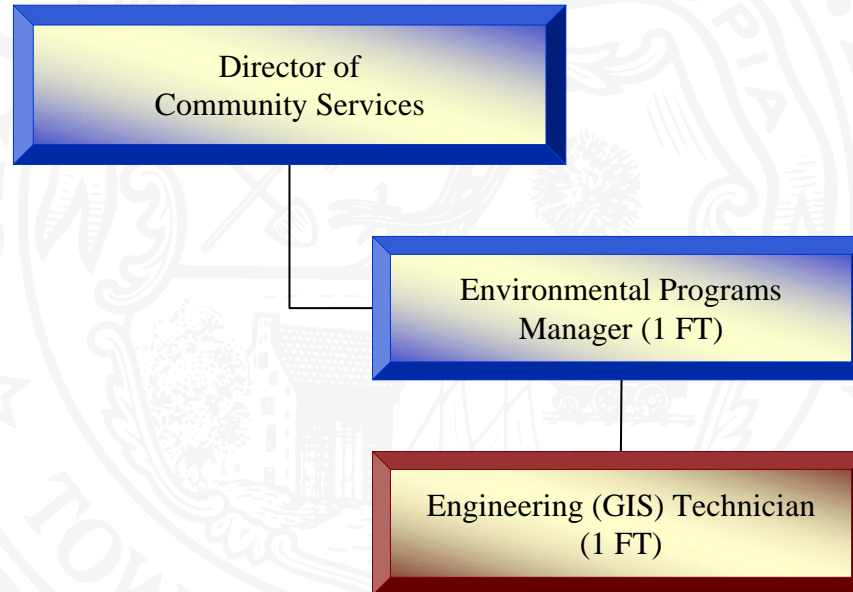 Director of
Community Services
Environmental Programs
Manager (1 FT)
Engineering (GIS) Technician
(1 FT)